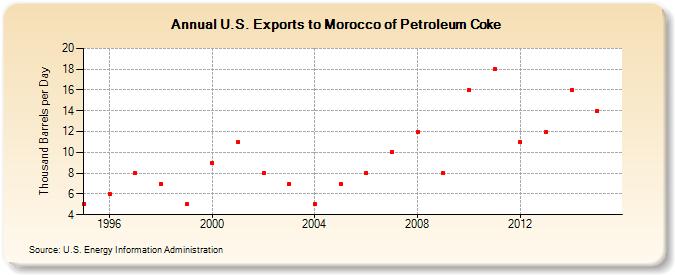 Annual U.S. Exports to Morocco of Petroleum Coke
Thousand Barrels per Day
20
18
16
14
12
10
8
6
4
1996 2000 2004 2008 2012
Source: U.S. Energy Information Administration